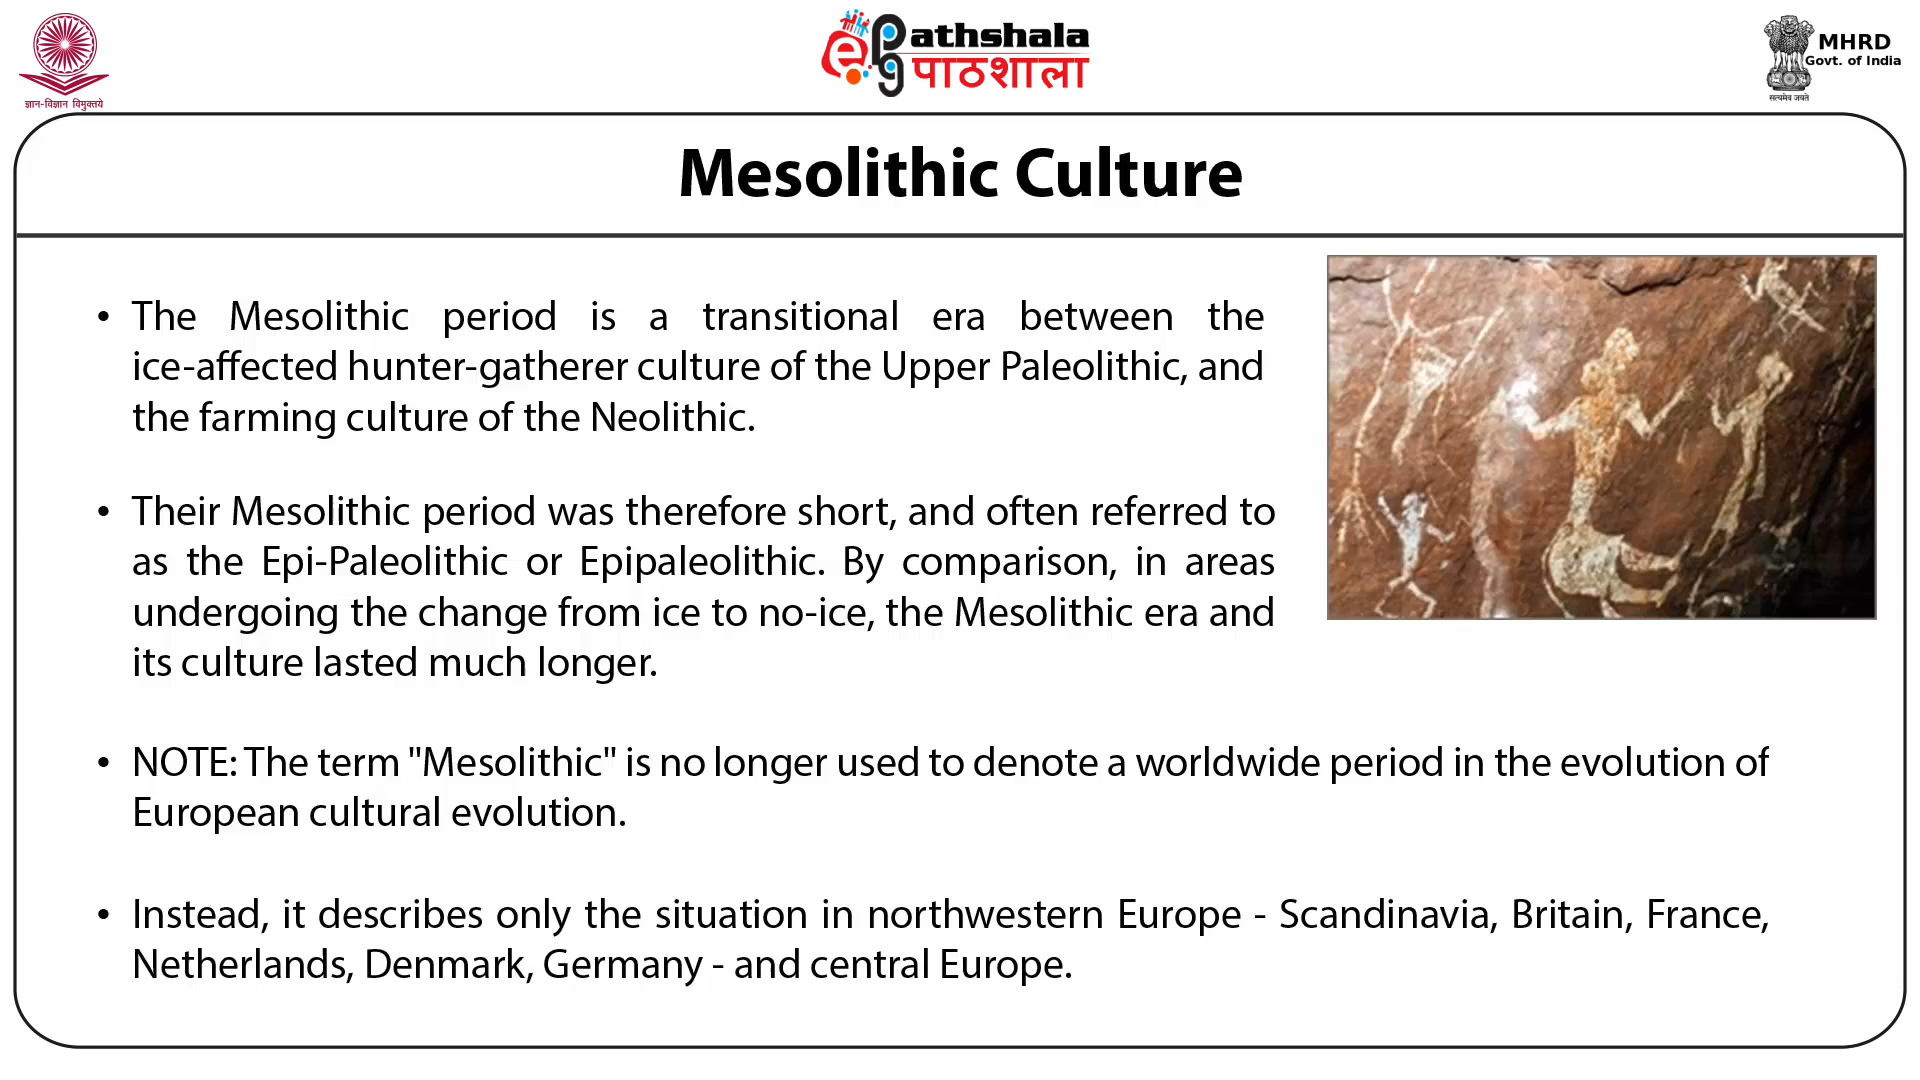 ज्ञान-विज्ञान विमुक्तये
ePathshala
पाठशाला
MHRD
Govt. of India
सत्यमेव जयते
Mesolithic Culture
• The Mesolithic period is a transitional era between the
ice-affected hunter-gatherer culture of the Upper Paleolithic, and
the farming culture of the Neolithic.
• Their Mesolithic period was therefore short, and often referred to
as the Epi-Paleolithic or Epipaleolithic. By comparison, in areas
undergoing the change from ice to no-ice, the Mesolithic era and
its culture lasted much longer.
• NOTE: The term "Mesolithic" is no longer used to denote a worldwide period in the evolution of
European cultural evolution.
• Instead, it describes only the situation in northwestern Europe - Scandinavia, Britain, France,
Netherlands, Denmark, Germany - and central Europe.